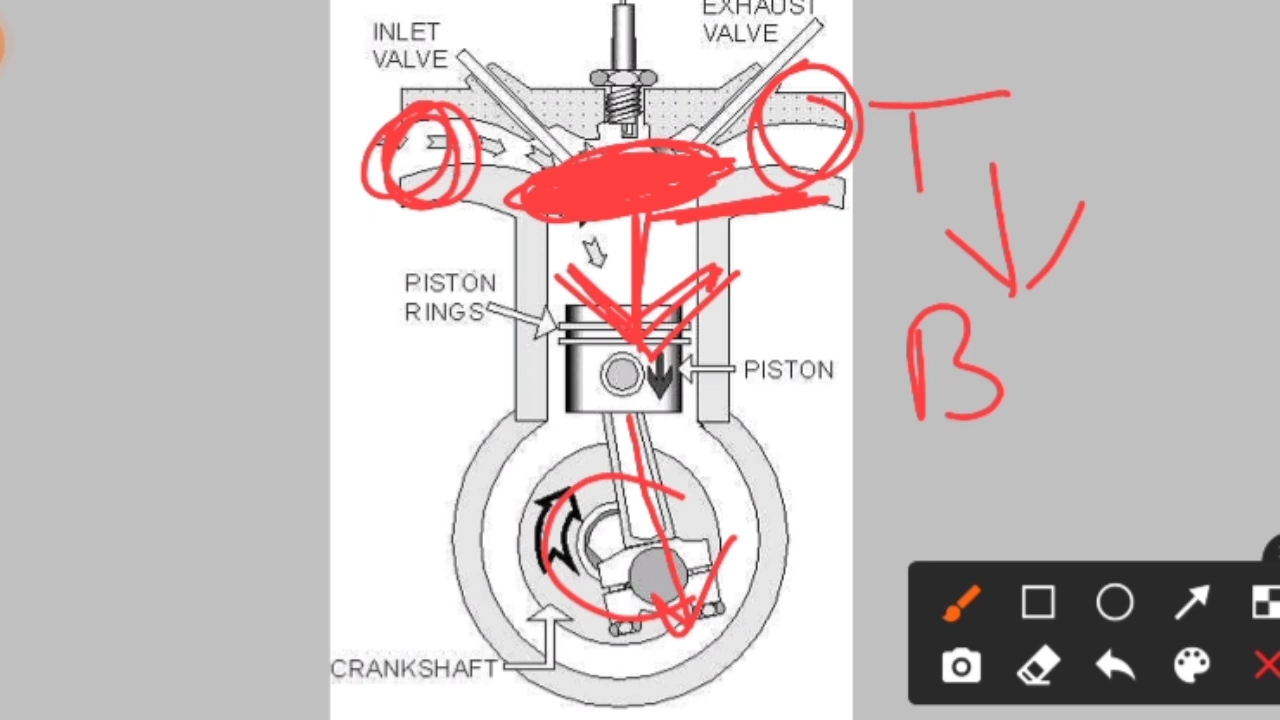 EXHAUST
VALVE
INLET
VALVE
T
PISTON
RINGS
B
PISTON
CRANKSHAFT